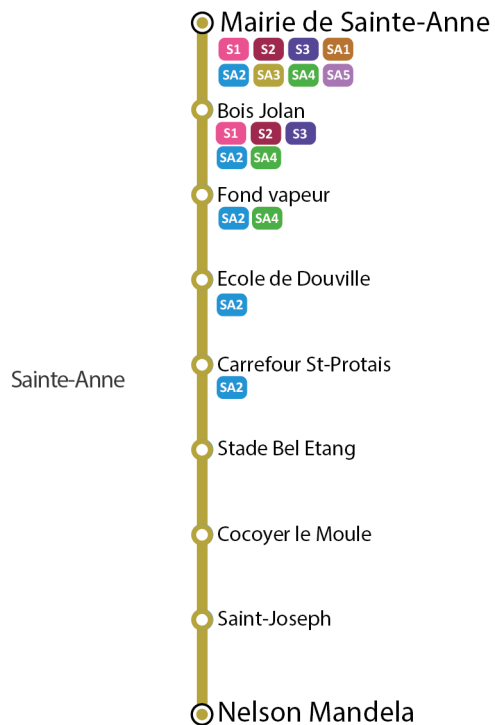 Mairie de Sainte-Anne
S1 S2 S3 SA1
SA2 SA3 SA4 SA5
Bois Jolan
S1 S2 S3
SA2 SA4
Fond vapeur
SA2 SA4
Ecole de Douville
SA2
Sainte-Anne
Carrefour St-Protais
SA2
Stade Bel Etang
Cocoyer le Moule
Saint-Joseph
Nelson Mandela